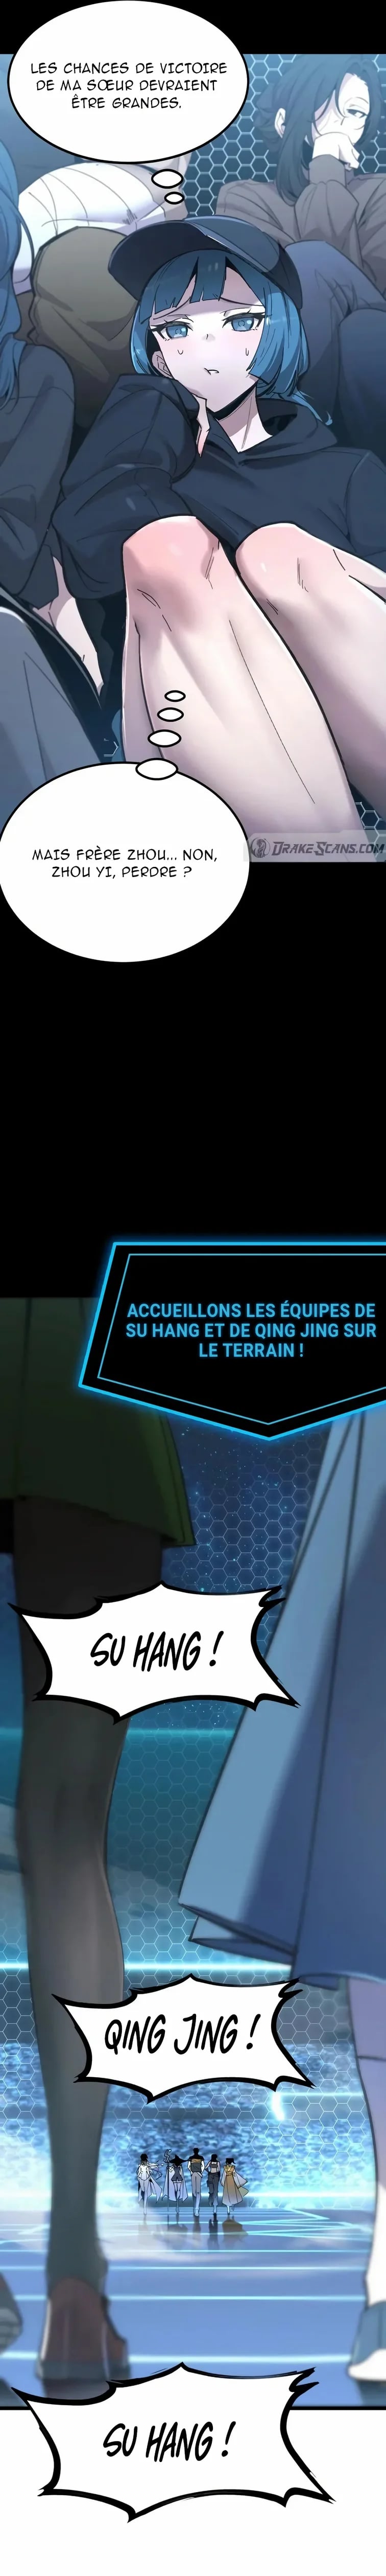 LES CHANCES DE VICTOIRE
DE MA SŒUR DEVRAIENT
ÊTRE GRANDES.
MAIS FRÈRE ZHOU... NON,
ZHOU YI, PERDRE ?
DRAKESCANS.COM
ACCUEILLONS LES ÉQUIPES DE
SU HANG ET DE QING JING SUR
LE TERRAIN !
SU HANG !
QING JING !
SU HANG !